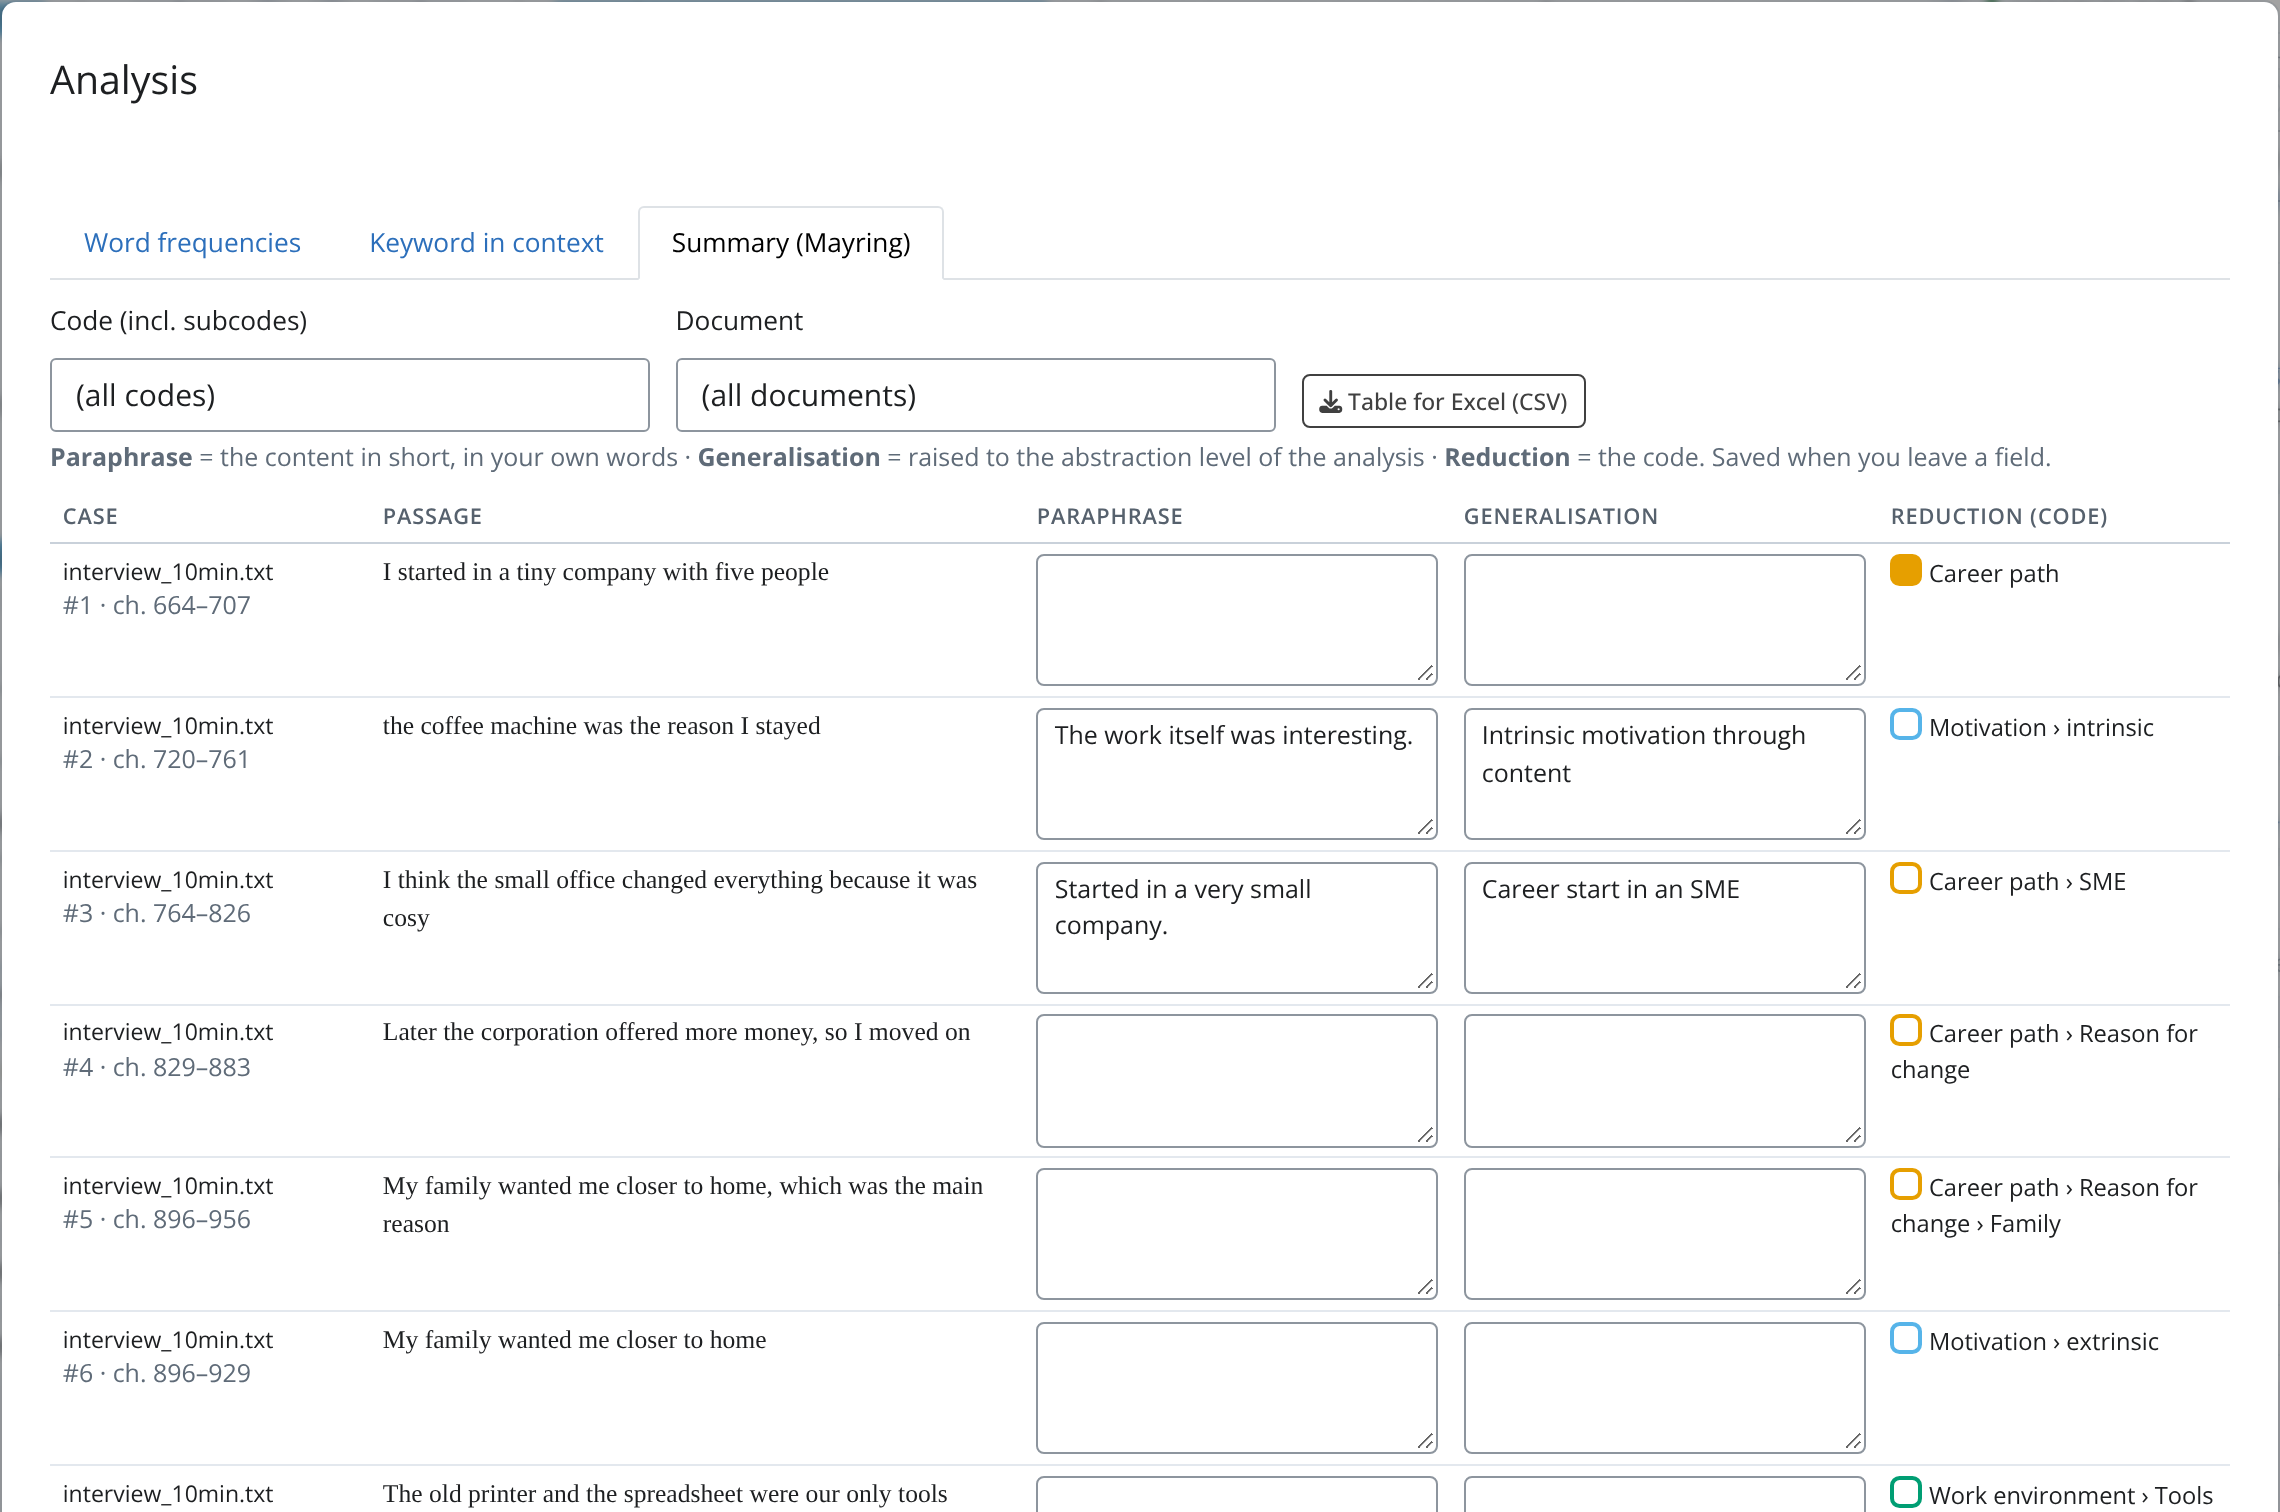 Analysis
Word frequencies
Keyword in context
Summary (Mayring)
Code (incl. subcodes)
Document
(all codes)
(all documents)
Table for Excel (CSV)
Paraphrase = the content in short, in your own words · Generalisation = raised to the abstraction level of the analysis · Reduction = the code. Saved when you leave a field.
CASE
PASSAGE
PARAPHRASE
GENERALISATION
REDUCTION (CODE)
interview_10min.txt
#1 · ch. 664–707
I started in a tiny company with five people
Career path
interview_10min.txt
#2 · ch. 720–761
the coffee machine was the reason I stayed
The work itself was interesting.
Intrinsic motivation through
content
Motivation › intrinsic
interview_10min.txt
#3 · ch. 764–826
I think the small office changed everything because it was
cosy
Started in a very small
company.
Career start in an SME
Career path › SME
interview_10min.txt
#4 · ch. 829–883
Later the corporation offered more money, so I moved on
Career path › Reason for
change
interview_10min.txt
#5 · ch. 896–956
My family wanted me closer to home, which was the main
reason
Career path › Reason for
change › Family
interview_10min.txt
#6 · ch. 896–929
My family wanted me closer to home
Motivation › extrinsic
interview_10min.txt
The old printer and the spreadsheet were our only tools
Work environment › Tools